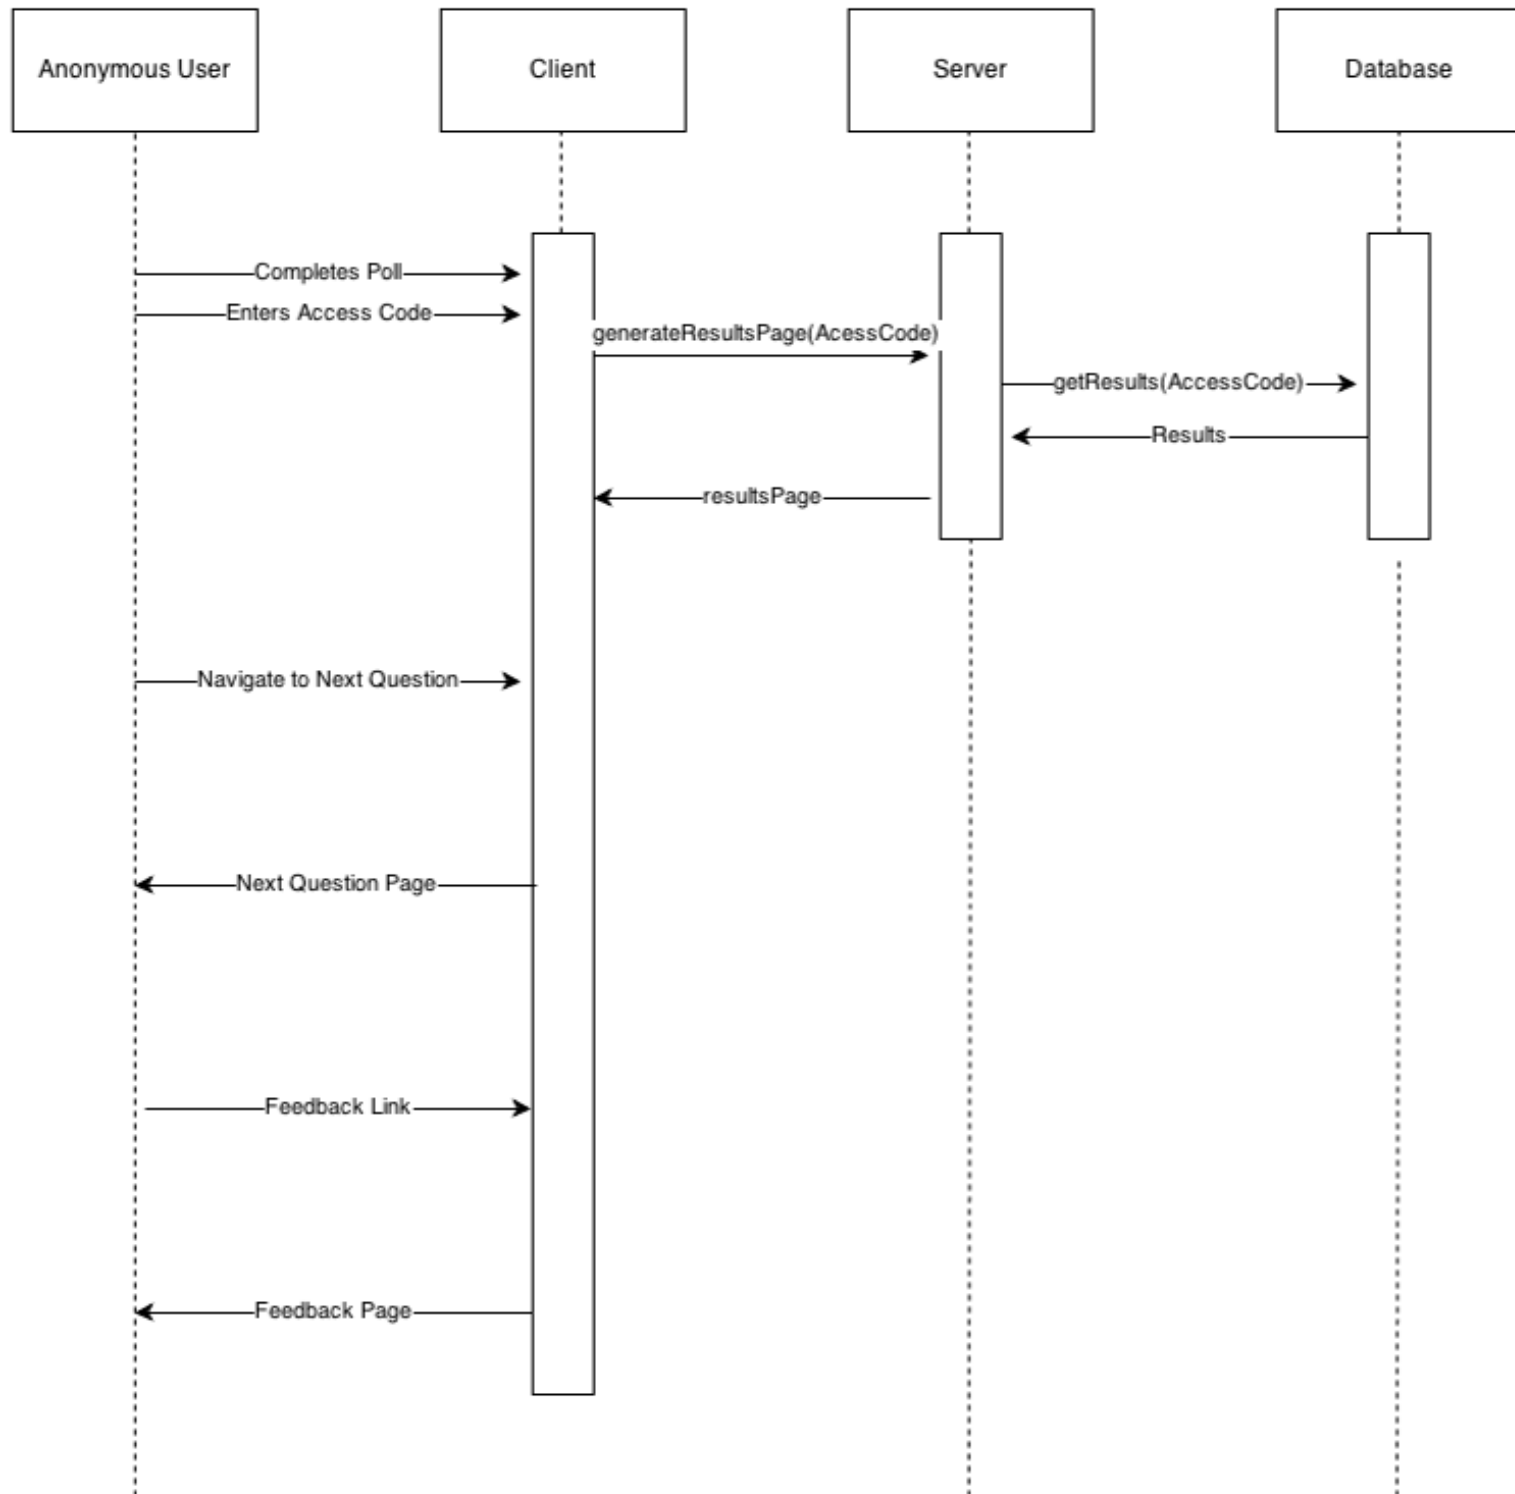 Anonymous User
Client
Server
Database
Completes Poll
Enters Access Code
generateResultsPage(AcessCode)
getResults(AccessCode)
Results
resultsPage
Navigate to Next Question
Next Question Page
Feedback Link
Feedback Page